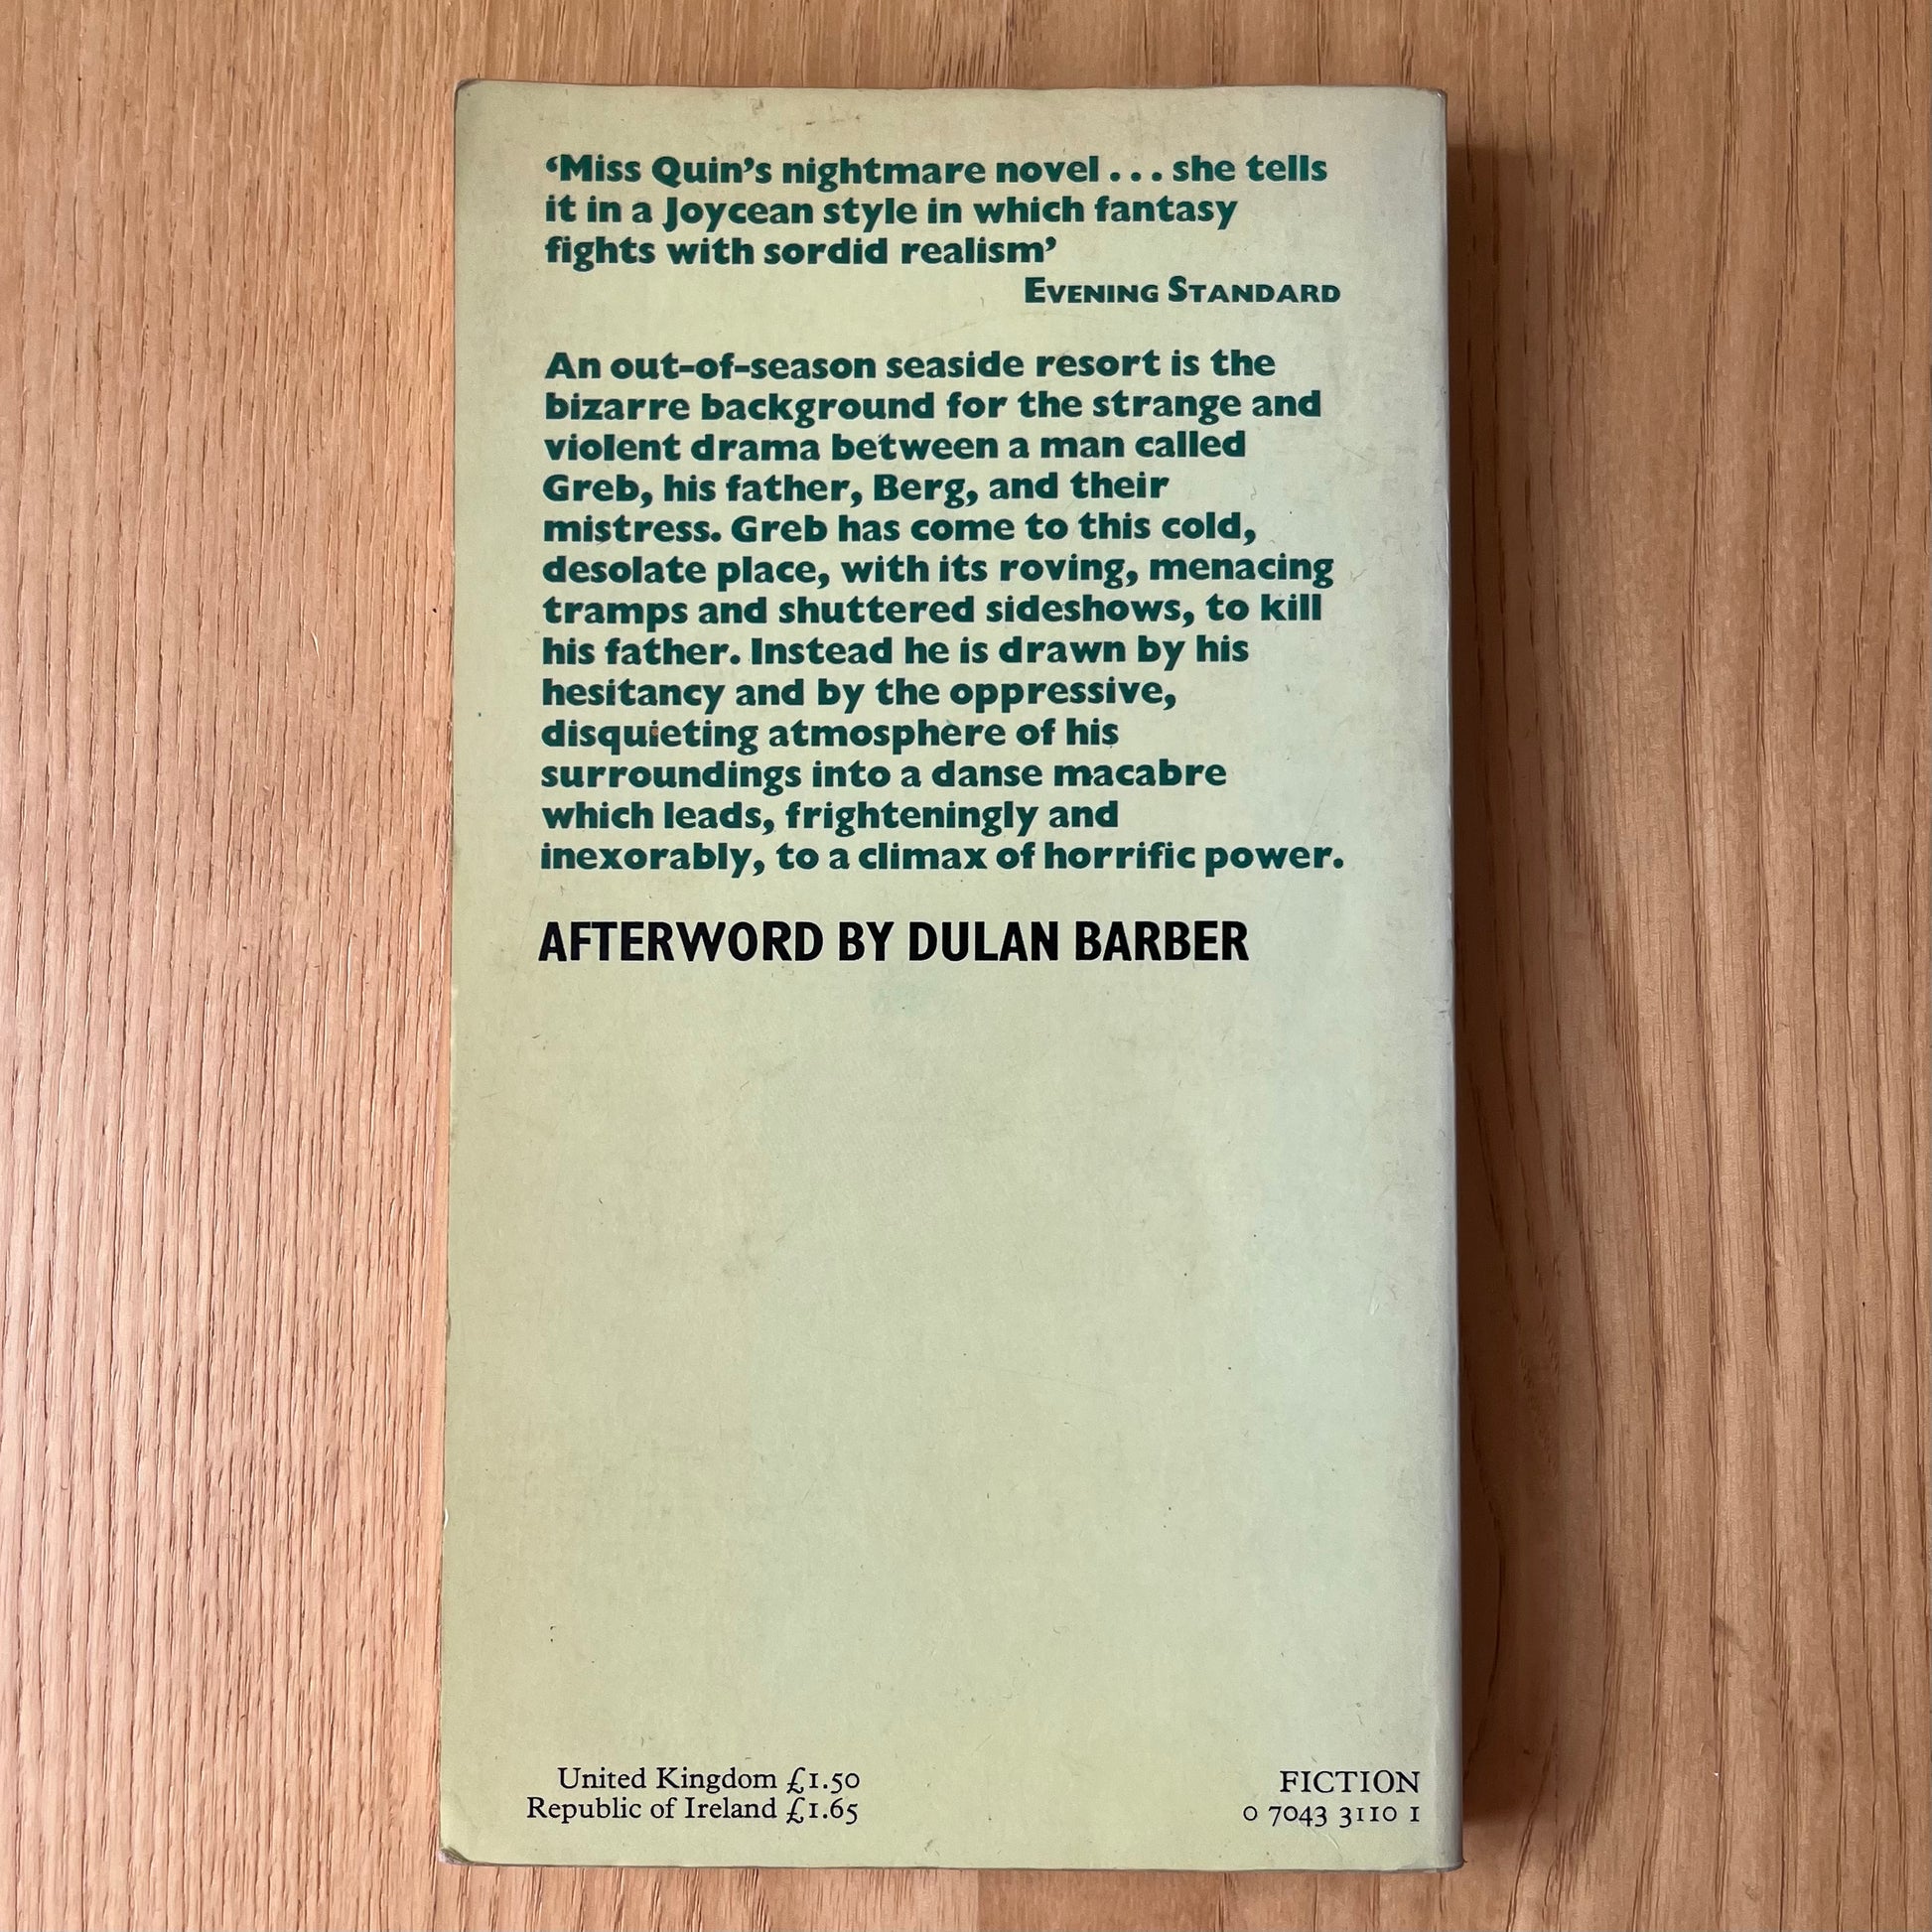 ‘Miss Quin’s nightmare novel . . . she tells
it in a Joycean style in which fantasy
fights with sordid realism’
EVENING STANDARD
An out-of-season seaside resort is the
bizarre background for the strange and
violent drama between a man called
Greb, his father, Berg, and their
mistress. Greb has come to this cold,
desolate place, with its roving, menacing
tramps and shuttered sideshows, to kill
his father. Instead he is drawn by his
hesitancy and by the oppressive,
disquieting atmosphere of his
surroundings into a danse macabre
which leads, frighteningly and
inexorably, to a climax of horrific power.
AFTERWORD BY DULAN BARBER
United Kingdom £1.50
Republic of Ireland £1.65
FICTION
0 7043 3110 1